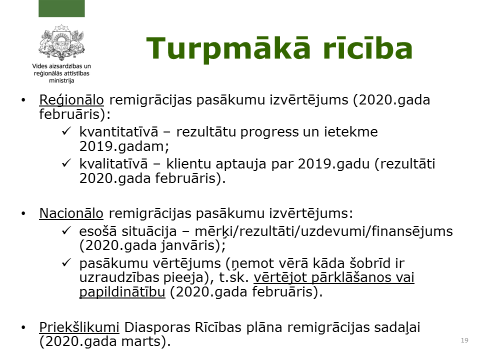 Vides aizsardzības un
reģionālās attīstības
ministrija
Turpmākā rīcība
• Reģionālo remigrācijas pasākumu izvērtējums (2020.gada
februāris):
✓ kvantitatīvā – rezultātu progress un ietekme
2019.gadam;
✓ kvalitatīvā – klientu aptauja par 2019.gadu (rezultāti
2020.gada februāris).
• Nacionālo remigrācijas pasākumu izvērtējums:
✓ esošā situācija – mērķi/rezultāti/uzdevumi/finansējums
(2020.gada janvāris);
✓ pasākumu vērtējums (ņemot vērā kāda šobrīd ir
uzraudzības pieeja), t.sk. vērtējot pārklāšanos vai
papildinātību (2020.gada februāris).
• Priekšlikumi Diasporas Rīcības plāna remigrācijas sadaļai
(2020.gada marts).
19